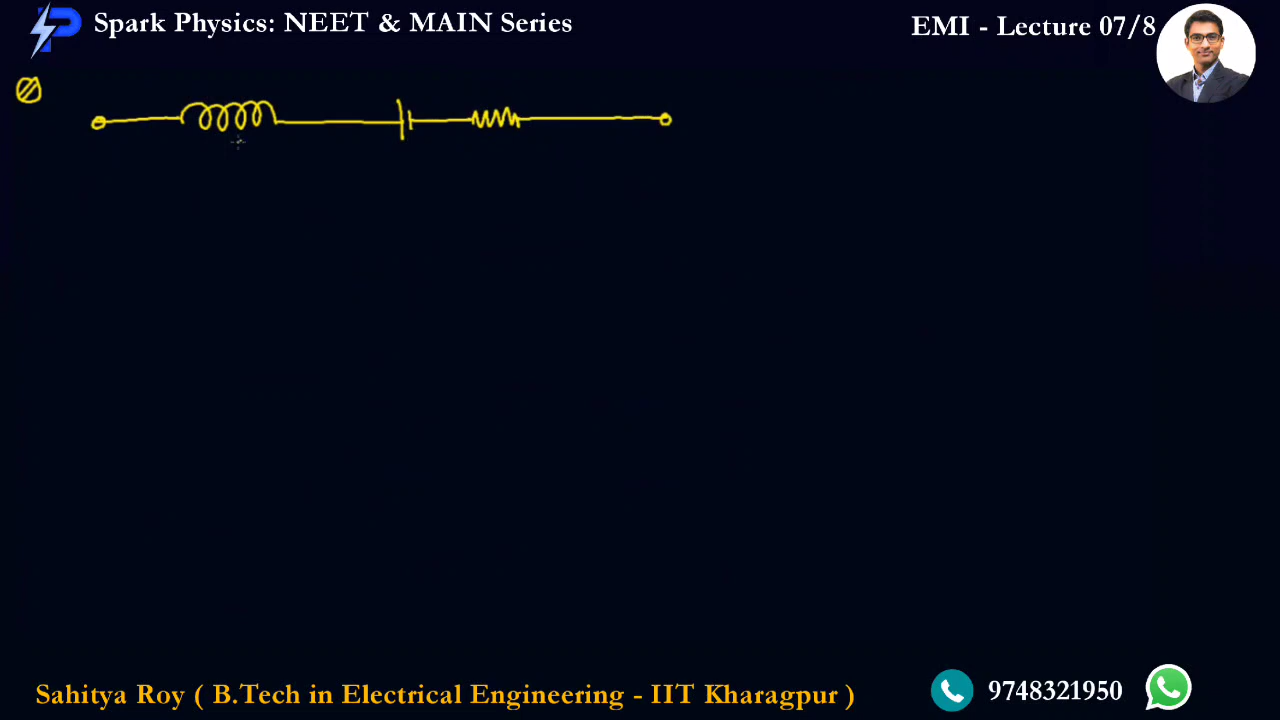 Spark Physics: NEET & MAIN Series
EMI - Lecture 07/8
Sahitya Roy ( B.Tech in Electrical Engineering - IIT Kharagpur )
9748321950